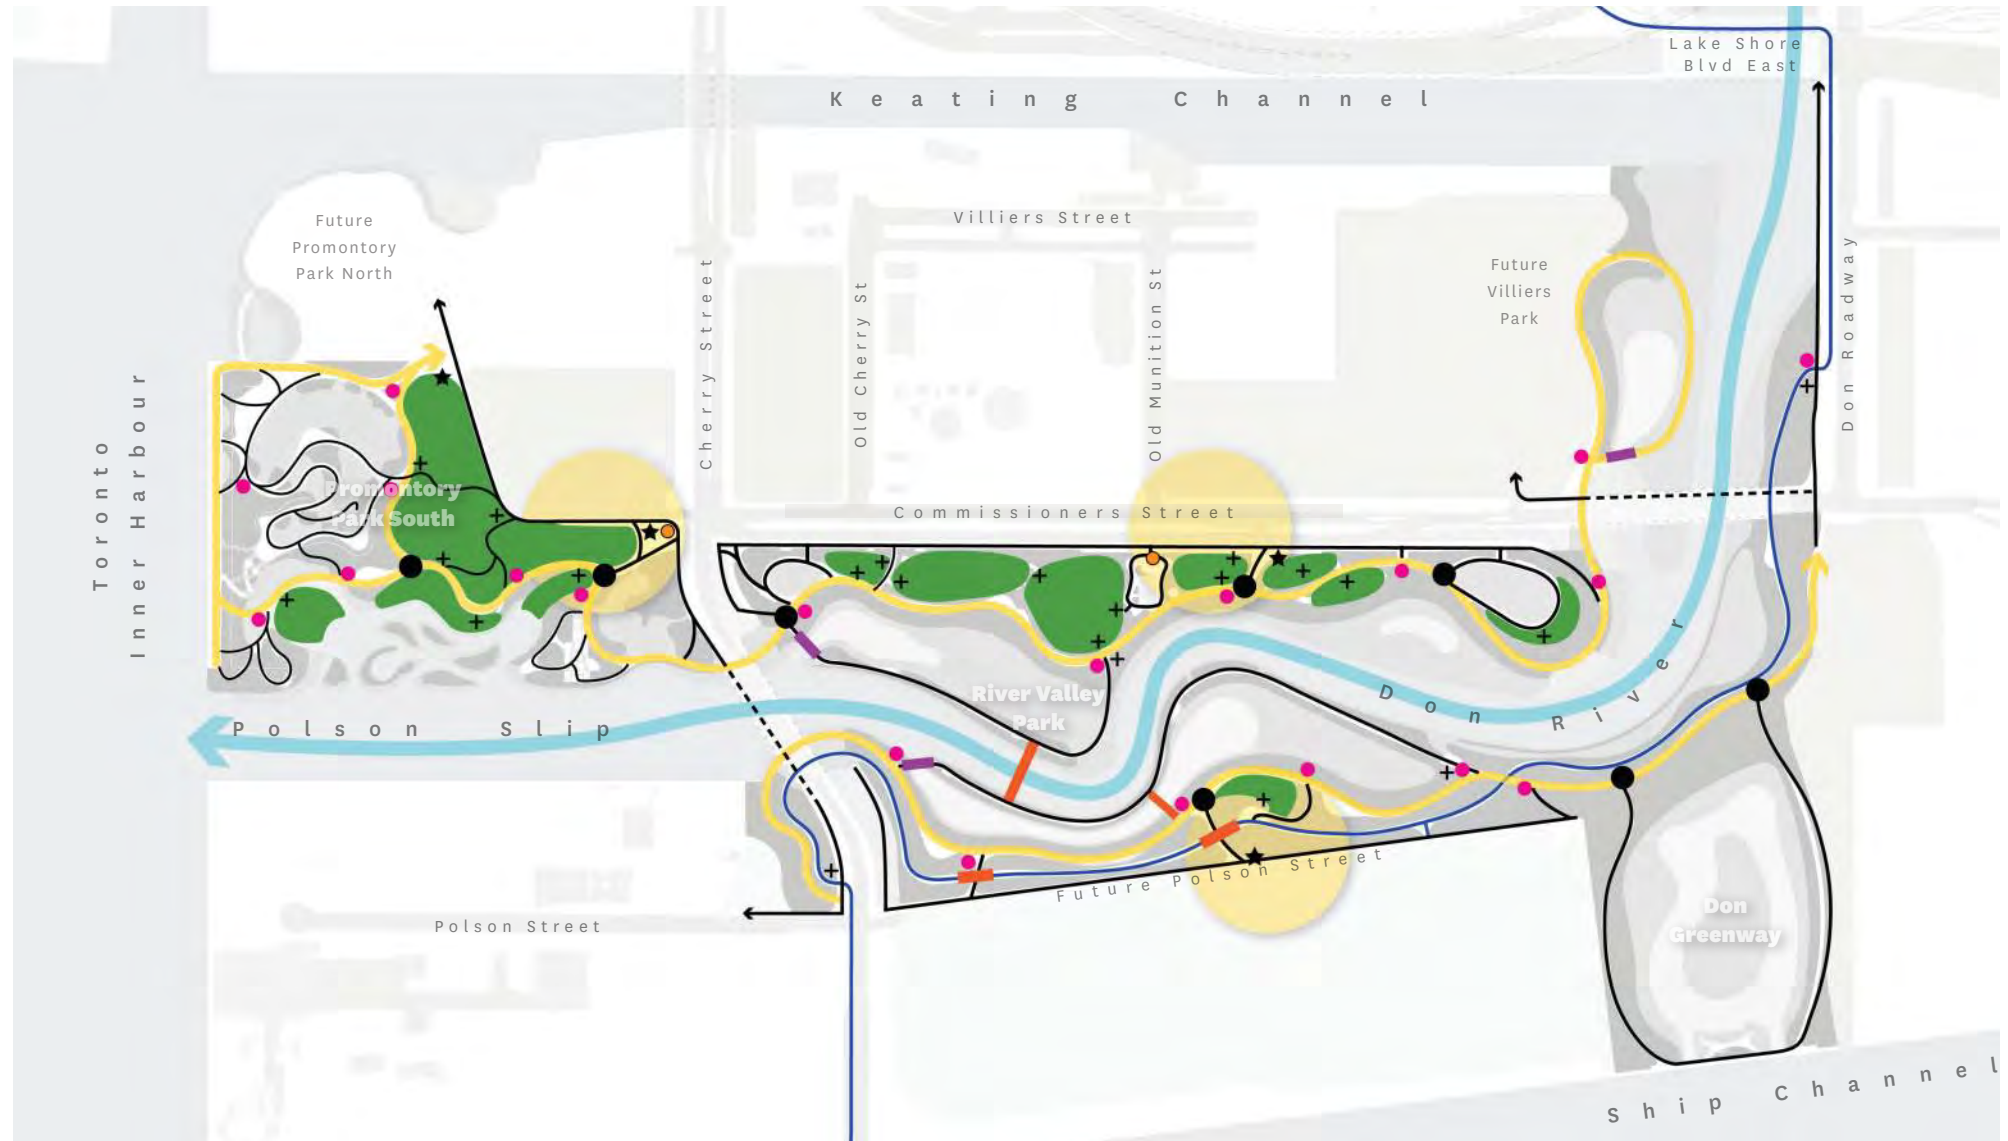 Lake Shore
Blvd East
Keating Channel
Future
Promontory
Park North
Villiers Street
Future
Villiers
Park
Cherry Street
Old Cherry St
Old Munition St
Don Roadway
Toronto
Inner Harbour
Promontory
Park South
Commissioners Street
River Valley
Park
Don River
Polson Slip
Future Polson Street
Polson Street
Don
Greenway
Ship Channel